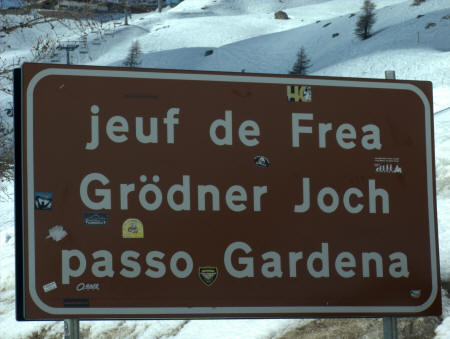 jeuf de Frea
Grödner Joch
passo Gardena